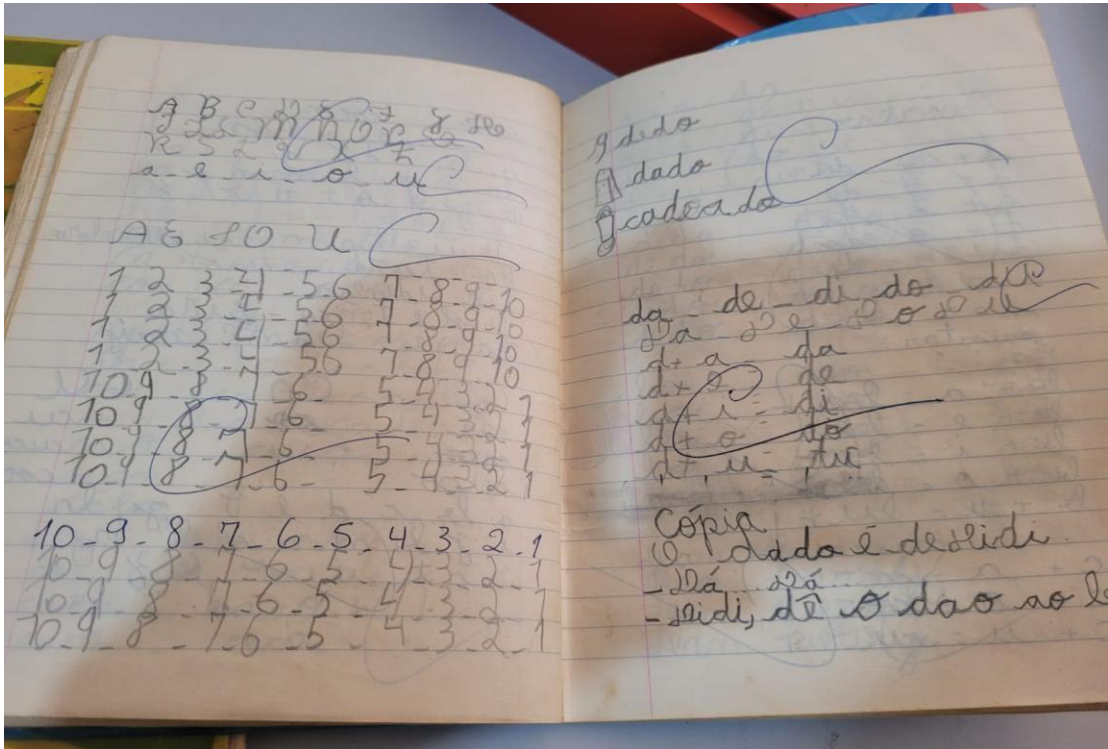 A B C D E F G H
I J L M N O P Q
R S T U V X Z
a - e - i - o - u
A E I O U
1 2 3 4 - 5 - 6 7 - 8 - 9 - 10
1 2 3 4 - 5 6 7 - 8 - 9 - 10
1 2 3 4 - 5 6 7 - 8 - 9 - 10
1 - 2 - 3 - 4 - 5 6 7 8 9 10
10 - 9 - 8 - 7 - 6 - 5 - 4 - 3 - 2 1
10 - 9 - 8 - 7 6 5 - 4 - 3 - 2 - 1
10 - 9 - 8 - 7 - 6 - 5 - 4 - 3 - 2 - 1
10 - 9 - 8 - 7 - 6 - 5 - 4 - 3 - 2 1
10 - 9 - 8 - 7 - 6 - 5 - 4 - 3 - 2 - 1
10 - 9 - 8 - 7 - 6 - 5 - 4 - 3 - 2 - 1
10 - 9 - 8 - 7 - 6 - 5 - 4 - 3 - 2 - 1
10 - 9 - 8 - 7 - 6 - 5 - 4 - 3 - 2 - 1
dedo
dado
cadeado
da - de - di do du
Da De - D o Du
d + a - da
d + e - de
d + i = di
d + o = do
d + u =
Cópia
O dado é de Didi.
- Dá Dá
- Didi, dê o dao ao